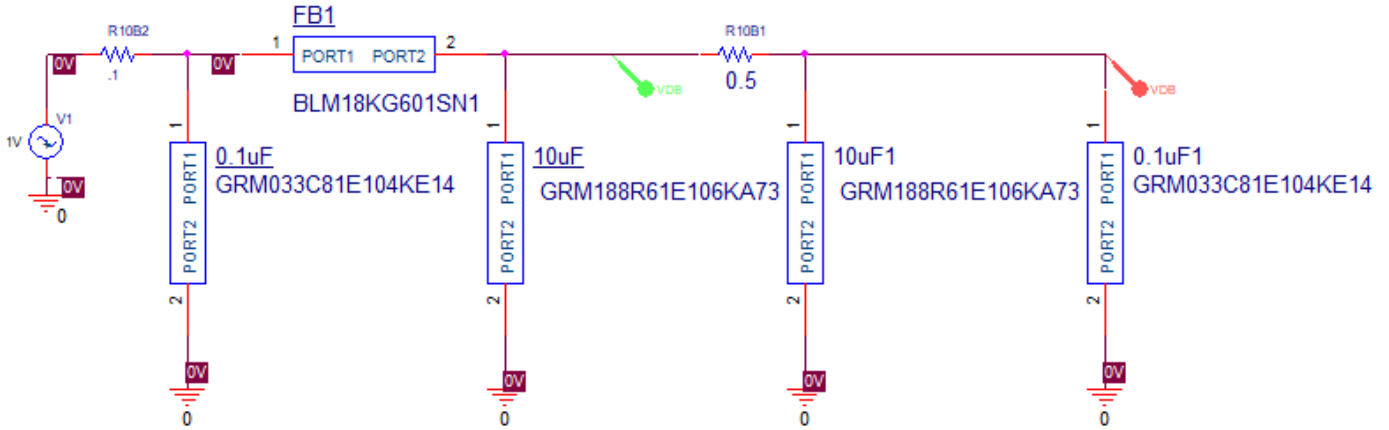 FB1
R10B2
R10B1
1
2
0V
0V
PORT1 PORT2
VDB
VDB
.1
0.5
BLM18KG601SN1
V1
1V
1
1
1
1
0.1uF
GRM033C81E104KE14
10uF
GRM188R61E106KA73
10uF1
GRM188R61E106KA73
0.1uF1
GRM033C81E104KE14
PORT2 PORT1
PORT2 PORT1
PORT2 PORT1
PORT2 PORT1
0V
0
2
2
2
2
0V
0V
0V
0V
0
0
0
0